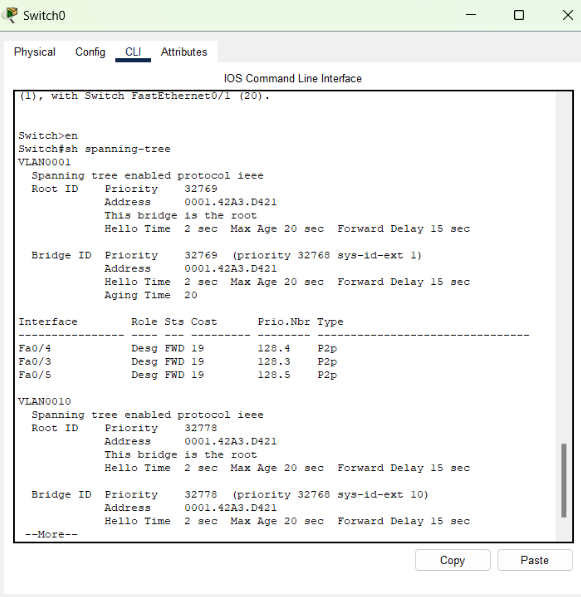 Switch0
Physical Config CLI Attributes
IOS Command Line Interface
(1), with Switch FastEthernet0/1 (20).
Switch>en
Switch#sh spanning-tree
VLAN0001
Spanning tree enabled protocol ieee
Root ID Priority 32769
Address 0001.42A3.D421
This bridge is the root
Hello Time 2 sec Max Age 20 sec Forward Delay 15 sec
Bridge ID Priority 32769 (priority 32768 sys-id-ext 1)
Address 0001.42A3.D421
Hello Time 2 sec Max Age 20 sec Forward Delay 15 sec
Aging Time 20
Interface Role Sts Cost Prio.Nbr Type
---------------- ---- --- --------- -------- --------------------------------
Fa0/4 Desg FWD 19 128.4 P2p
Fa0/3 Desg FWD 19 128.3 P2p
Fa0/5 Desg FWD 19 128.5 P2p
VLAN0010
Spanning tree enabled protocol ieee
Root ID Priority 32778
Address 0001.42A3.D421
This bridge is the root
Hello Time 2 sec Max Age 20 sec Forward Delay 15 sec
Bridge ID Priority 32778 (priority 32768 sys-id-ext 10)
Address 0001.42A3.D421
Hello Time 2 sec Max Age 20 sec Forward Delay 15 sec
--More--
Copy Paste